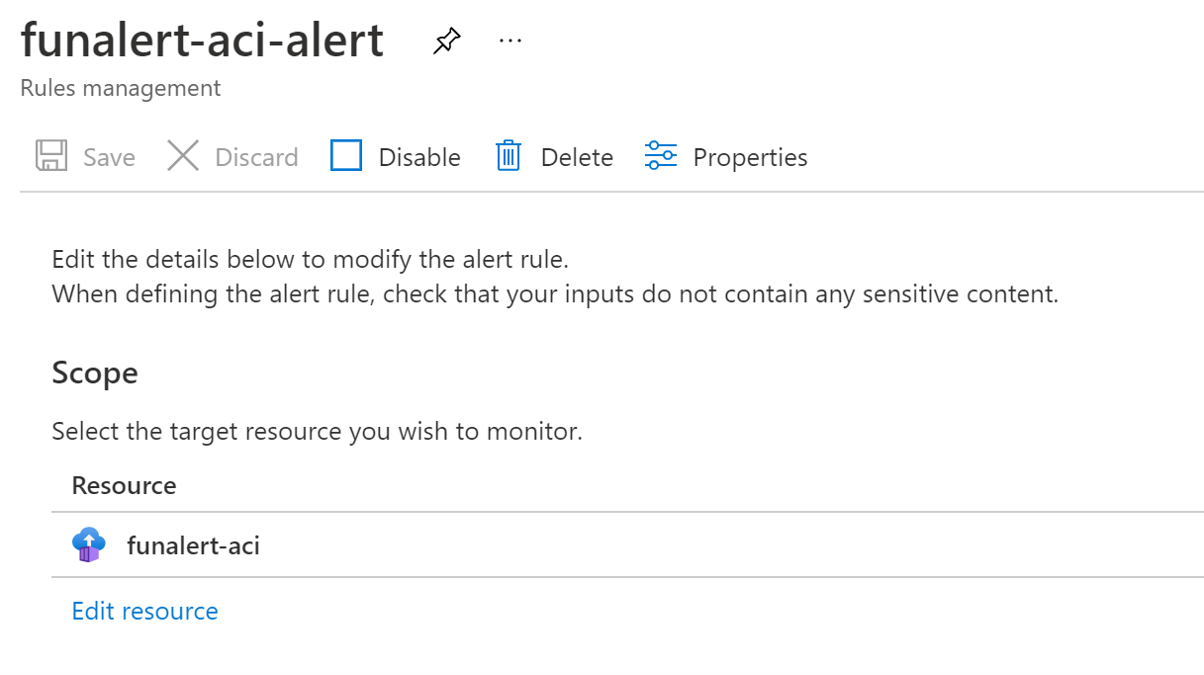 funalert-aci-alert ...
Rules management
Save Discard Disable Delete Properties
Edit the details below to modify the alert rule.
When defining the alert rule, check that your inputs do not contain any sensitive content.
Scope
Select the target resource you wish to monitor.
Resource
funalert-aci
Edit resource